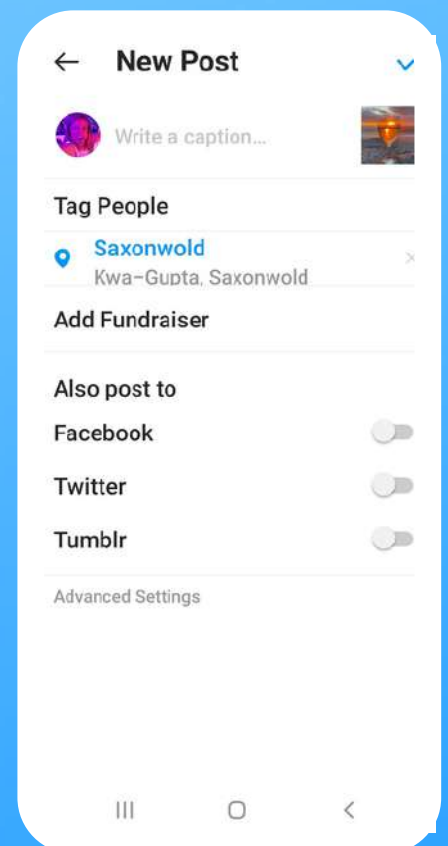 New Post
Write a caption...
Tag People
Saxonwold
Kwa-Gupta, Saxonwold
Add Fundraiser
Also post to
Facebook
Twitter
Tumblr
Advanced Settings